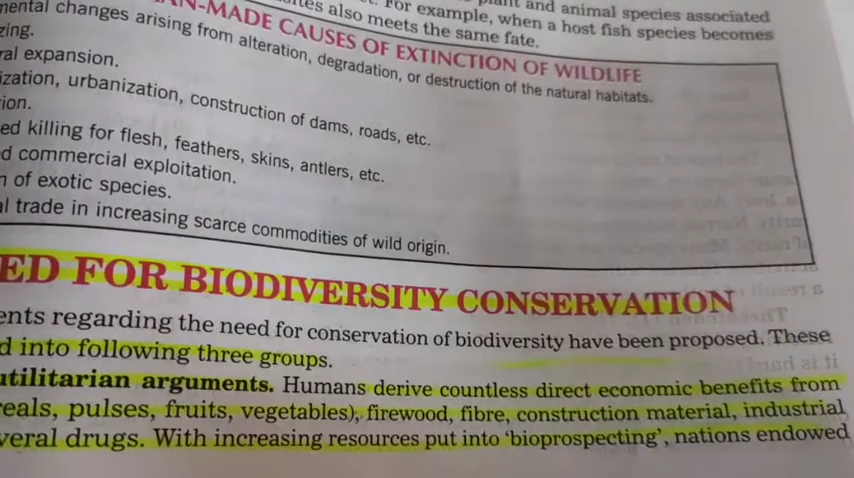 plant and animal species associated
For example, when a host fish species becomes
also meets the same fate.
-MADE CAUSES OF EXTINCTION OF WILDLIFE
mental changes arising from alteration, degradation, or destruction of the natural habitats.
zing.
ral expansion.
ization, urbanization, construction of dams, roads, etc.
ion.
ed killing for flesh, feathers, skins, antlers, etc.
d commercial exploitation.
n of exotic species.
al trade in increasing scarce commodities of wild origin.
ED FOR BIODIVERSITY CONSERVATION
ents regarding the need for conservation of biodiversity have been proposed. These
d into following three groups.
utilitarian arguments. Humans derive countless direct economic benefits from
reals, pulses, fruits, vegetables), firewood, fibre, construction material, industrial
veral drugs. With increasing resources put into 'bioprospecting', nations endowed